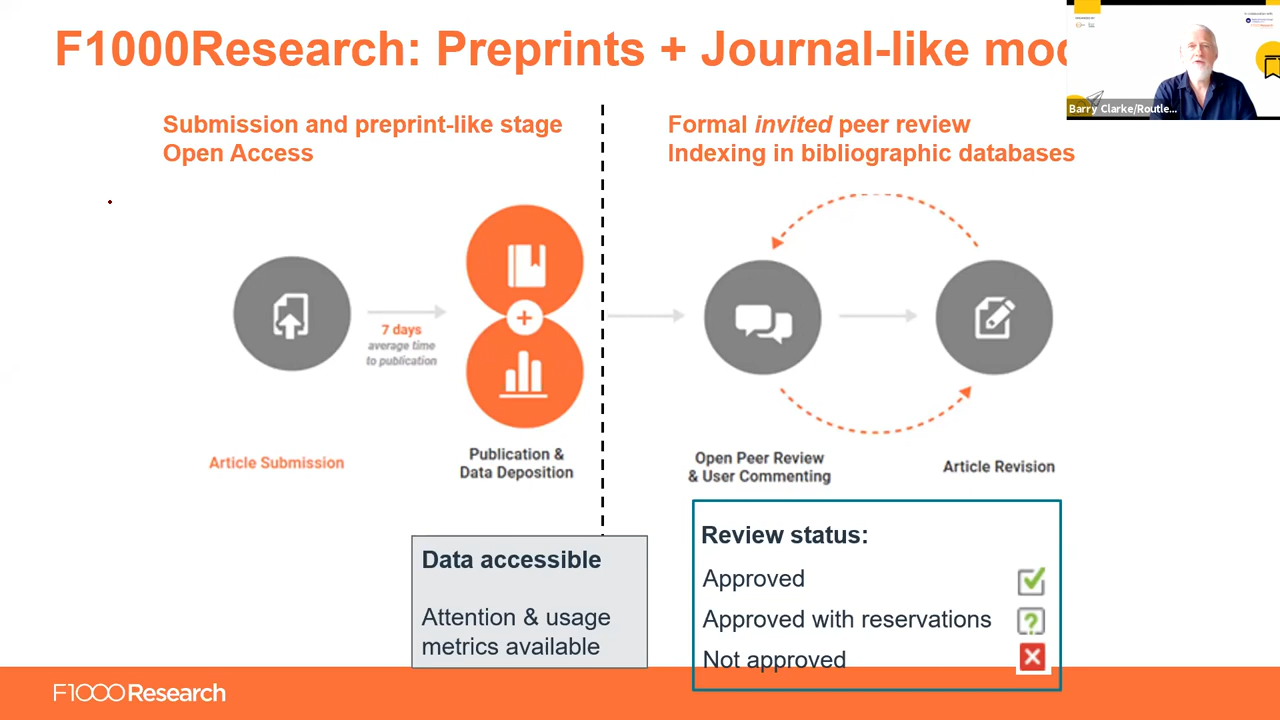 F1000Research: Preprints + Journal-like
Barry Clarke/Routle...
Submission and preprint-like stage
Open Access
Formal invited peer review
Indexing in bibliographic databases
7 days
average time
to publication
Article Submission
Publication &
Data Deposition
Open Peer Review
& User Commenting
Article Revision
Data accessible
Attention & usage
metrics available
Review status:
Approved
Approved with reservations
Not approved
F1000Research